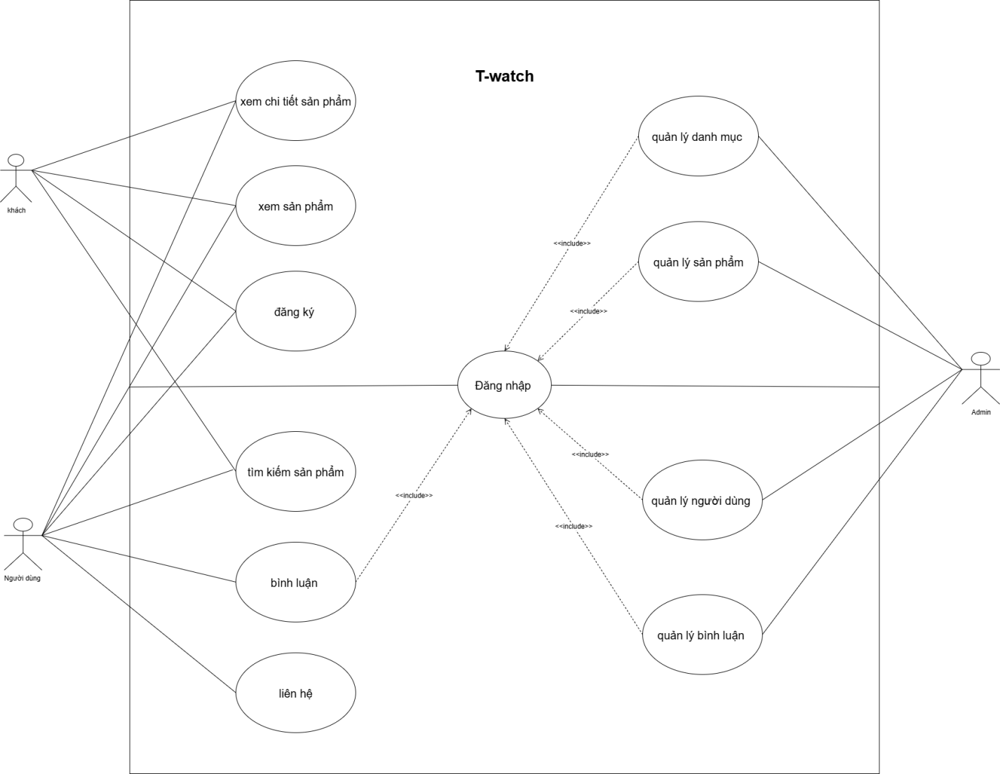 T-watch
xem chi tiết sản phẩm
quản lý danh mục
khách
xem sản phẩm
<<include>>
quản lý sản phẩm
đăng ký
<<include>>
Đăng nhập
Admin
<<include>>
tìm kiếm sản phẩm
<<include>>
quản lý người dùng
<<include>>
Người dùng
bình luận
quản lý bình luận
liên hệ